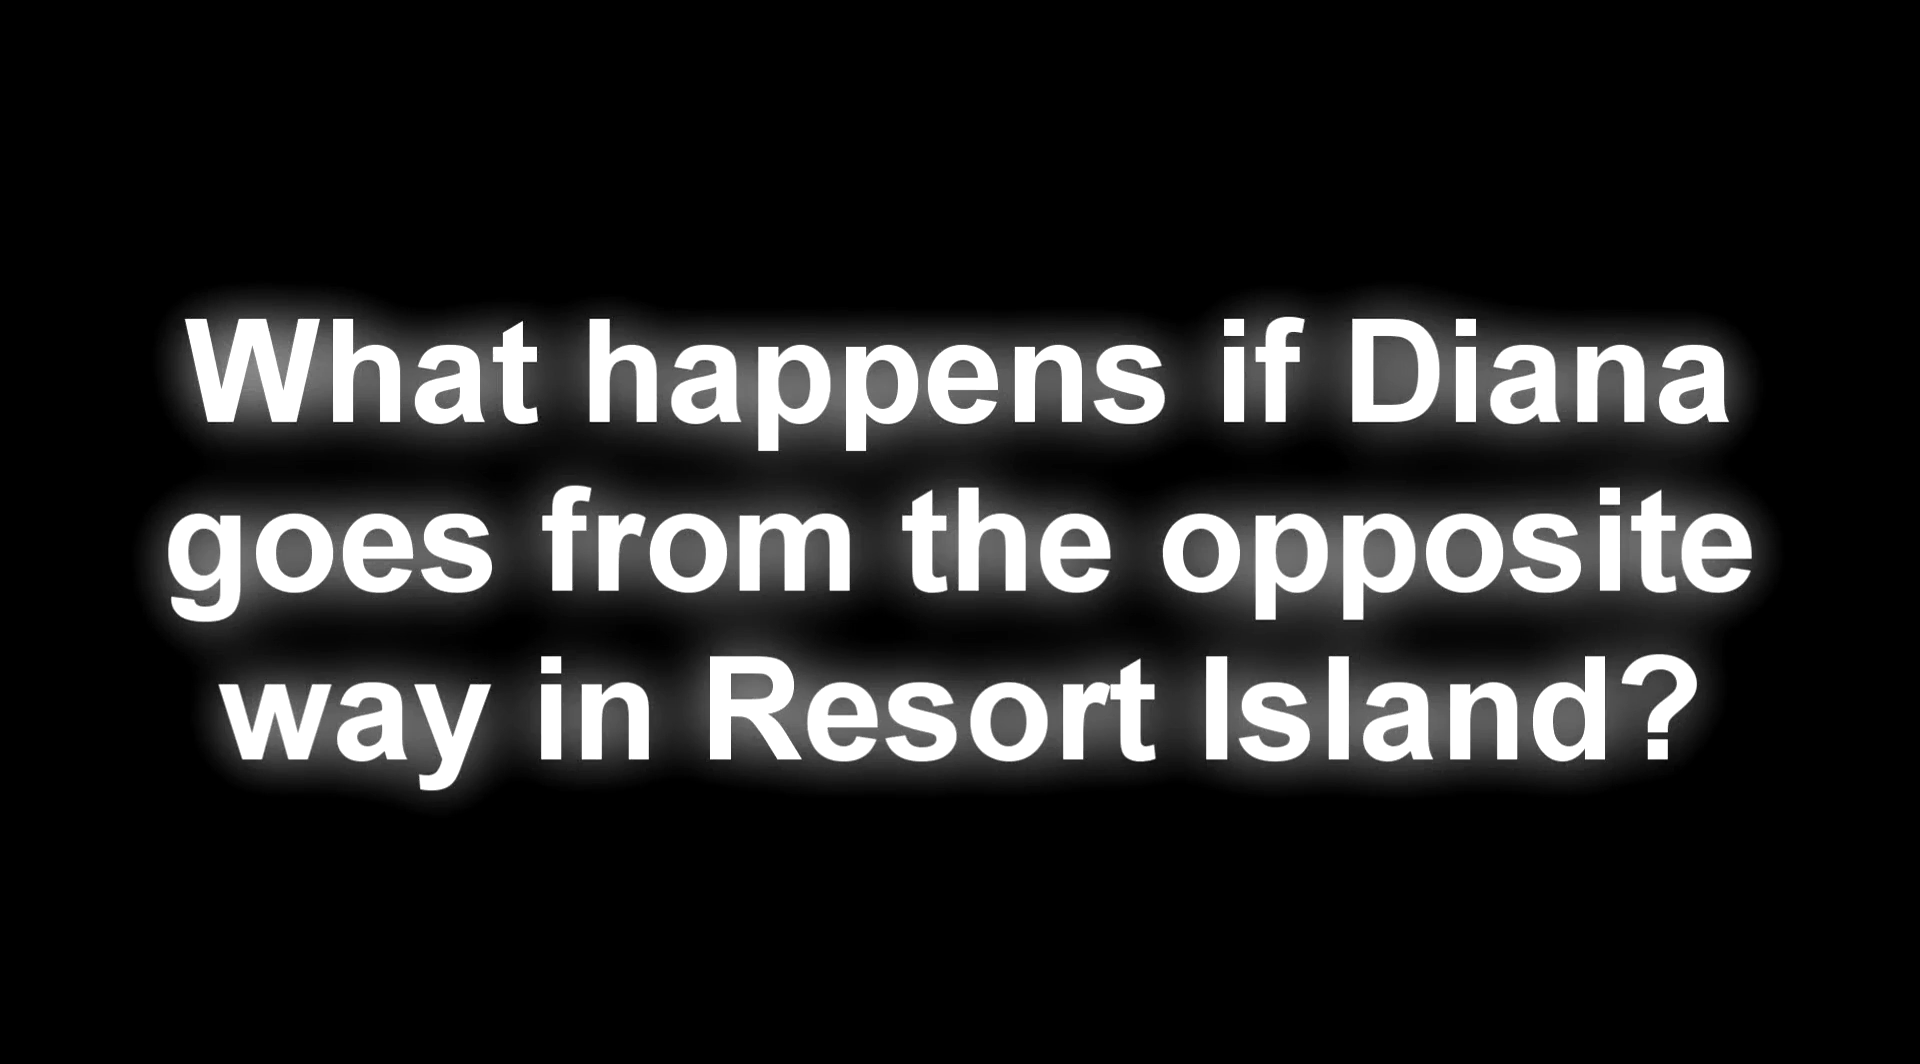 What happens if Diana
goes from the opposite
way in Resort Island?